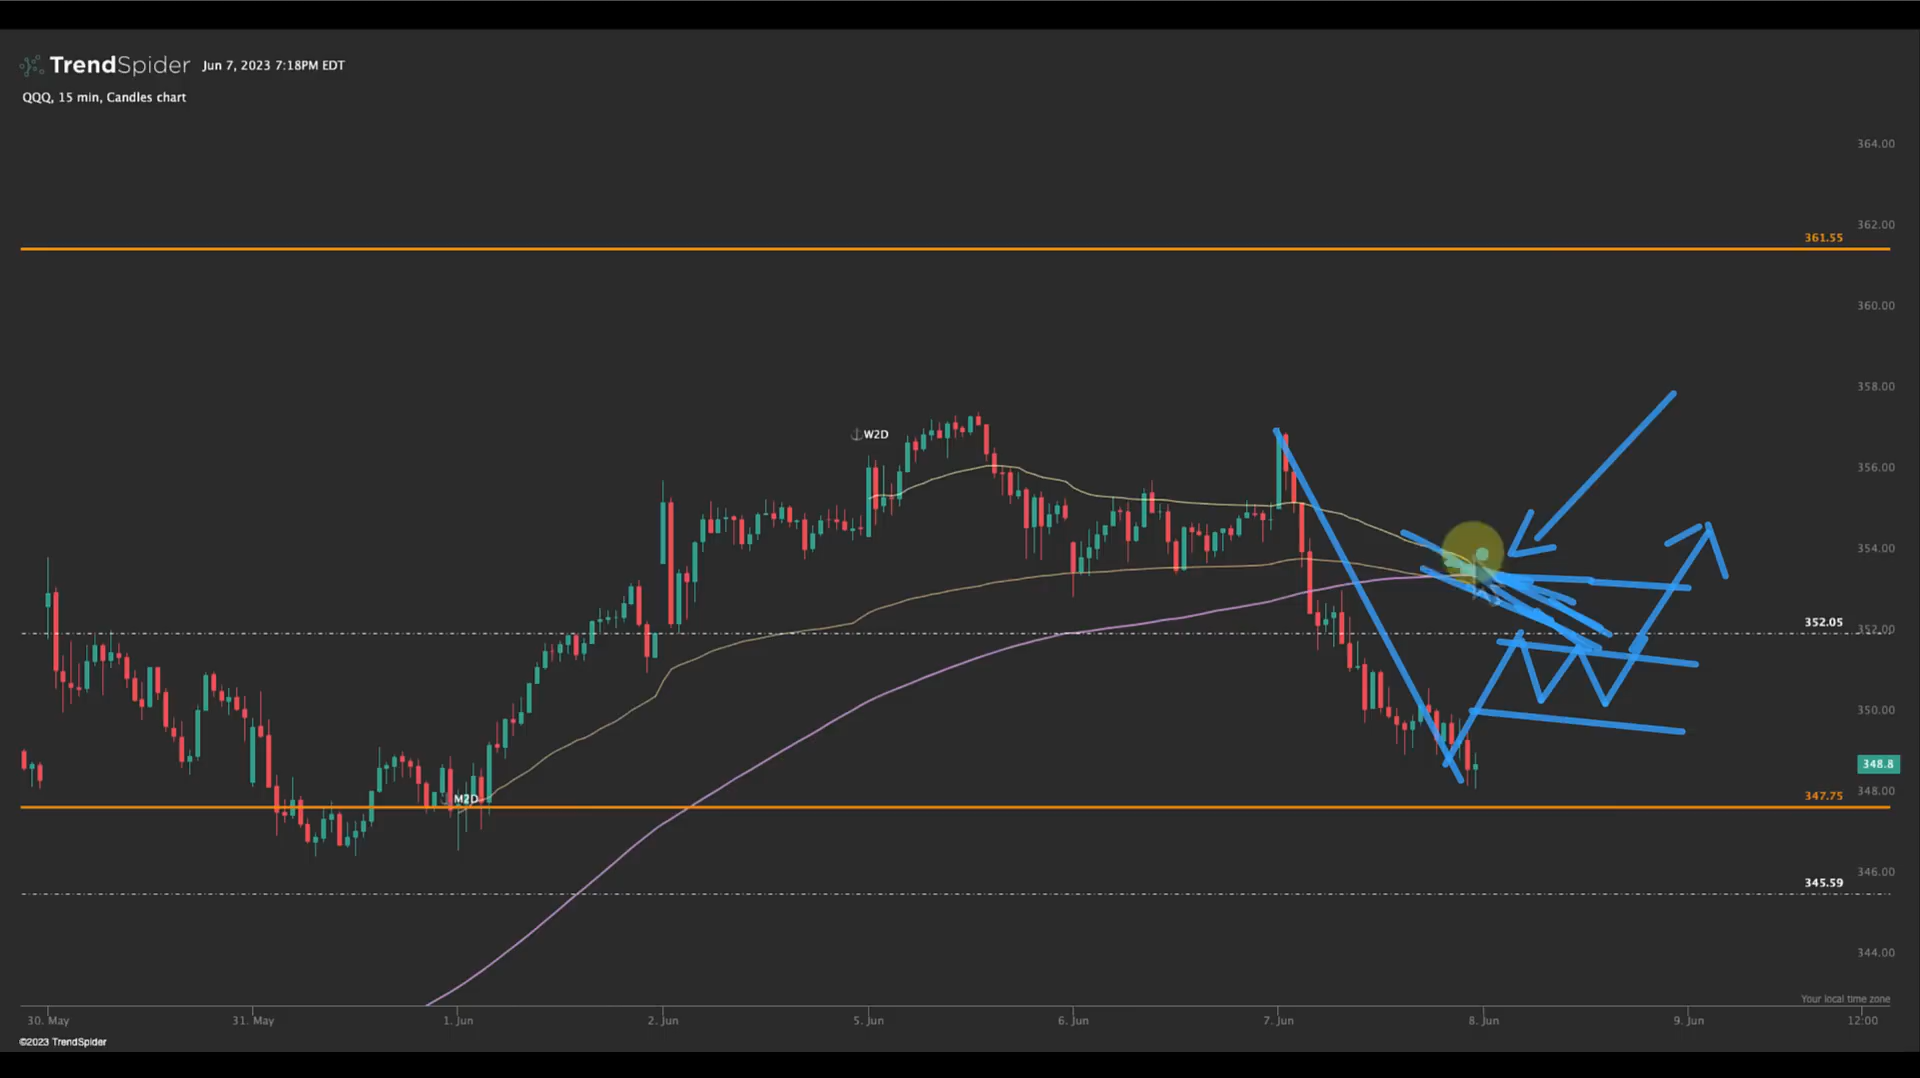 TrendSpider Jun 7, 2023 7:18PM EDT
QQQ, 15 min, Candles chart
364.00
362.00
361.55
360.00
358.00
356.00
W2D
354.00
352.05
352.00
350.00
348.8
348.00
347.75
M2D
346.00
345.59
344.00
Your local time zone
30. May 31. May 1. Jun 2. Jun 5. Jun 6. Jun 7. Jun 8. Jun 9. Jun 12:00
©2023 TrendSpider